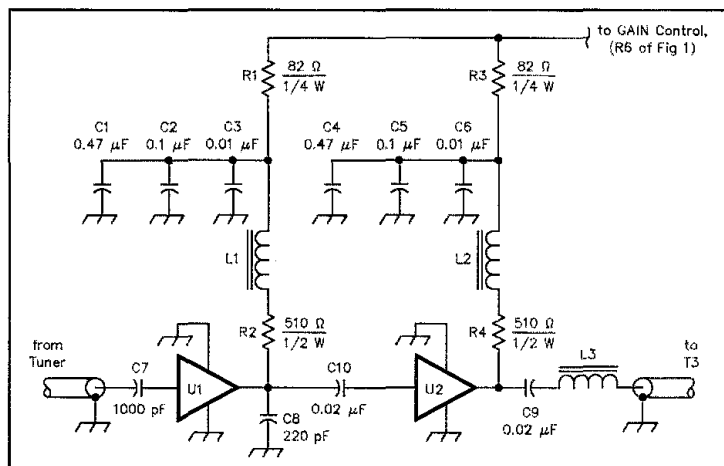 to GAIN Control,
(R6 of Fig 1)
R1
82 Ω
1/4 W
R3
82 Ω
1/4 W
C1
0.47 µF
C2
0.1 µF
C3
0.01 µF
C4
0.47 µF
C5
0.1 µF
C6
0.01 µF
L1
L2
R2
510 Ω
1/2 W
R4
510 Ω
1/2 W
from
Tuner
C7
1000 pF
U1
C8
220 pF
C10
0.02 µF
U2
C9
0.02 µF
L3
to
T3